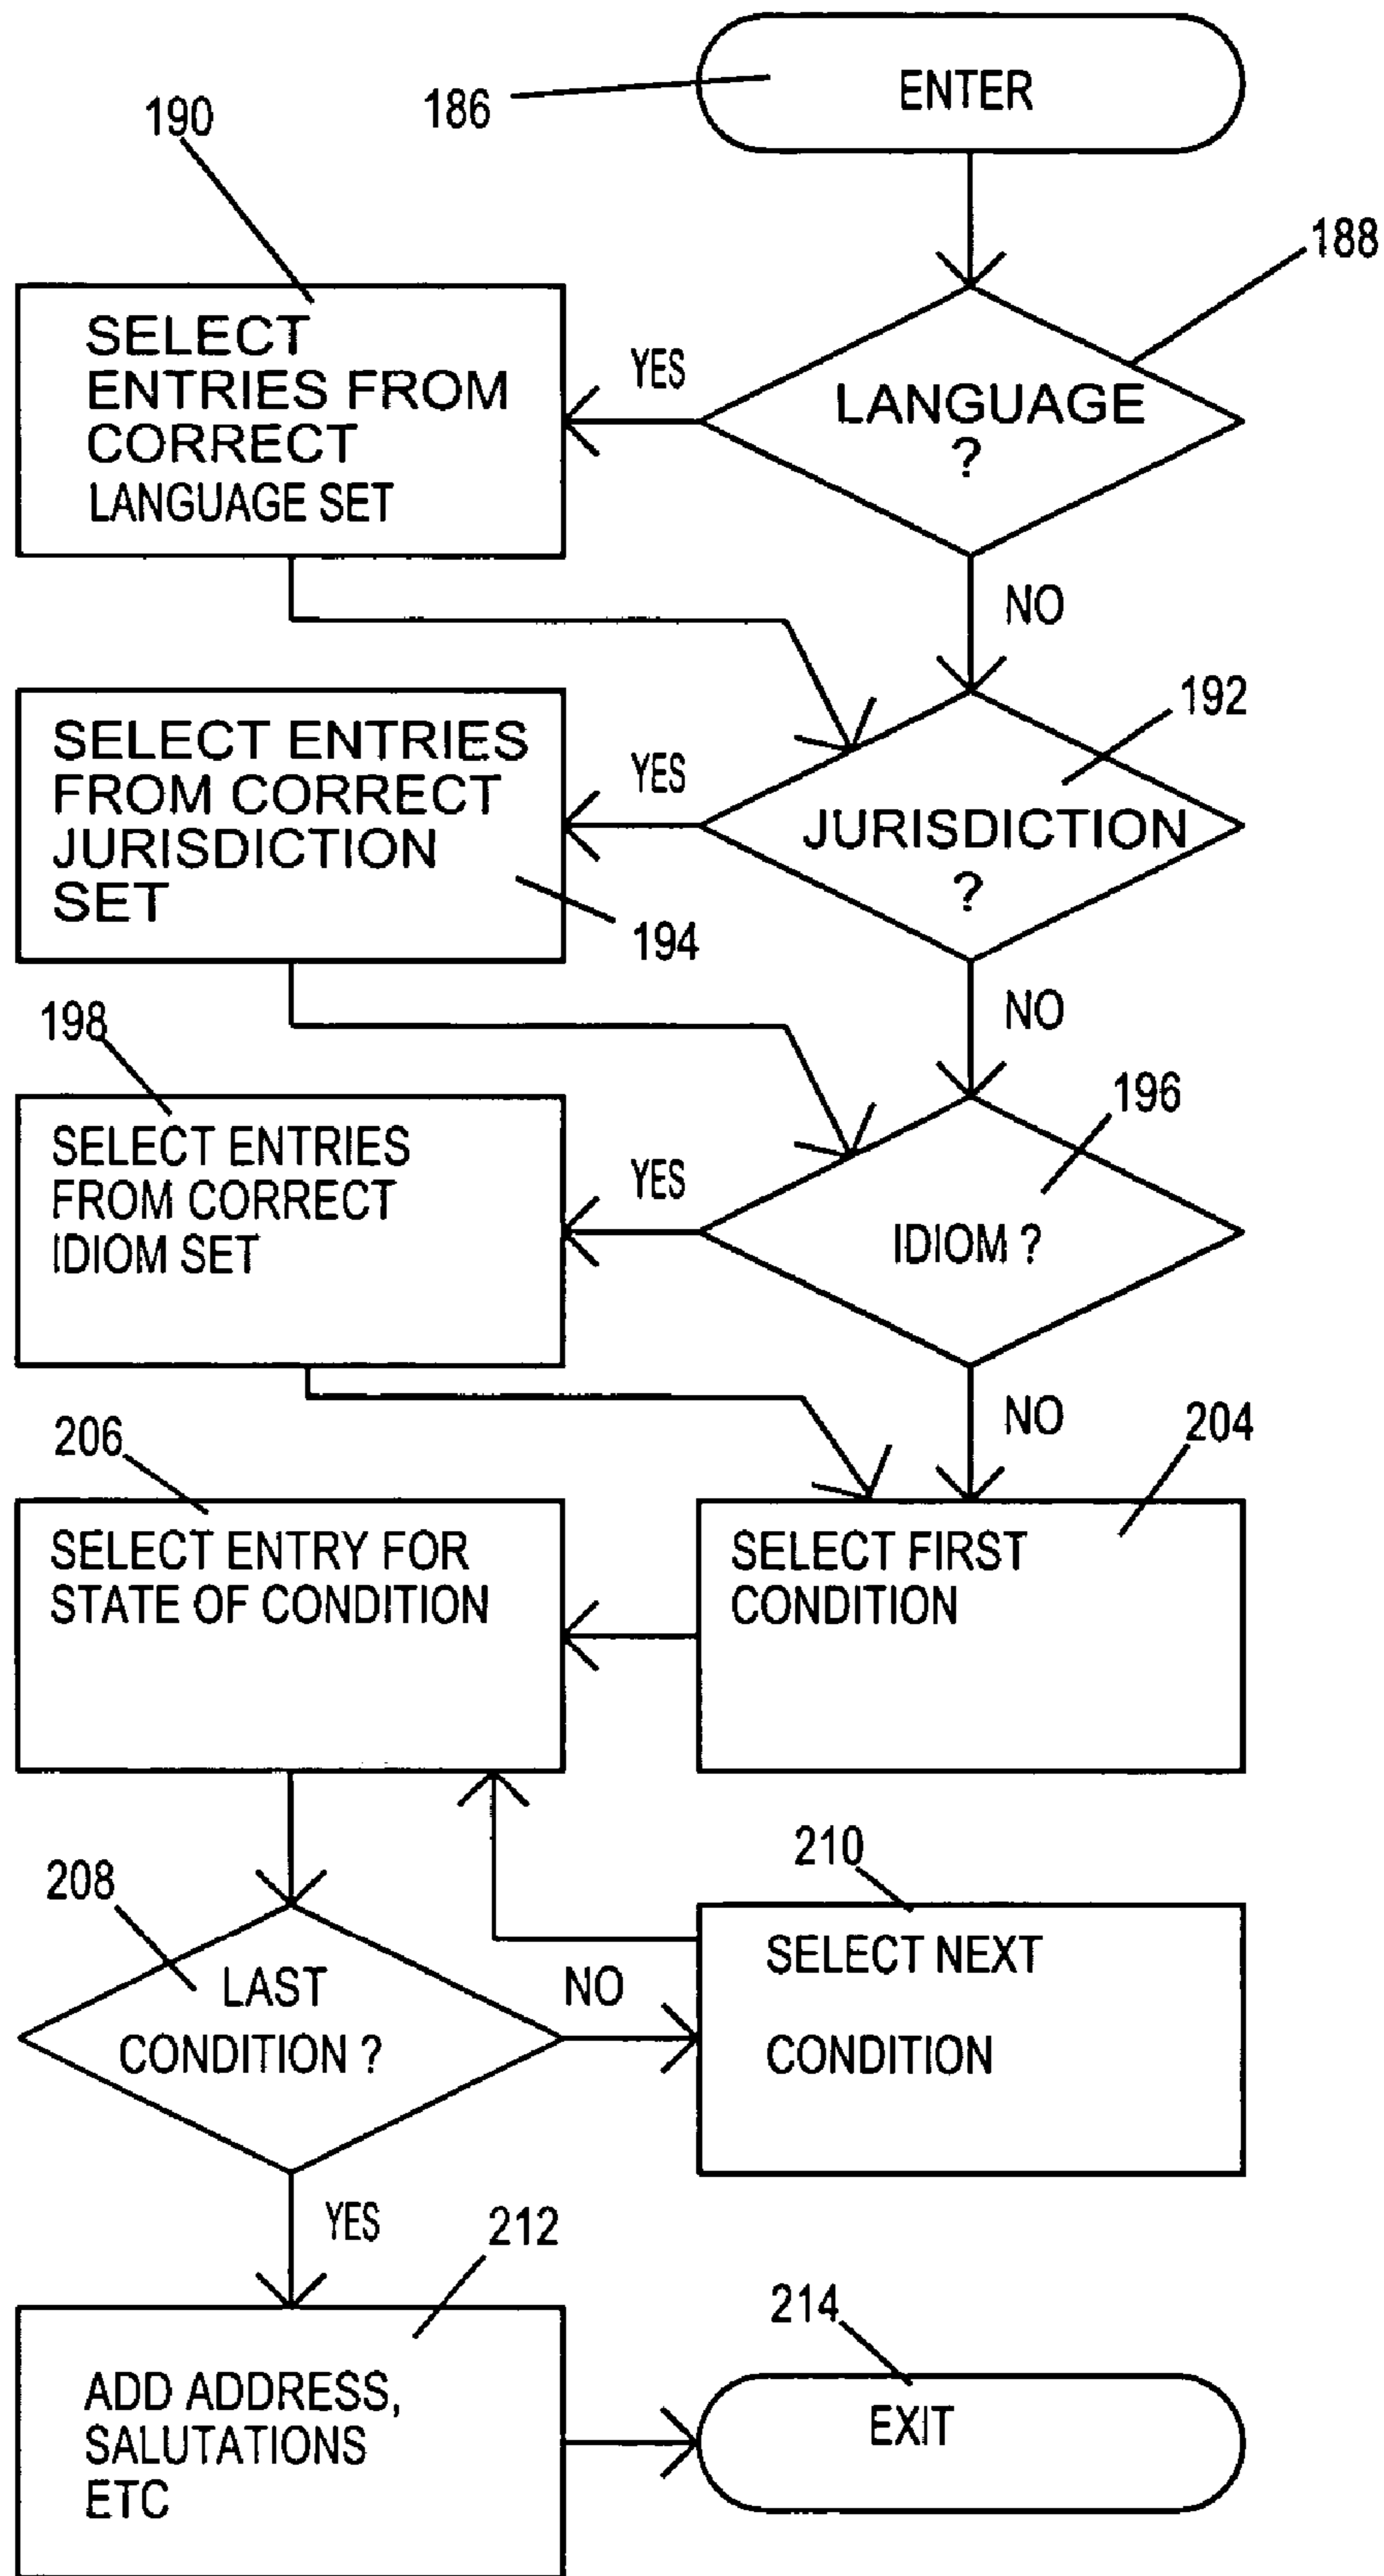 ENTER
186
190
188
SELECT
ENTRIES FROM
CORRECT
LANGUAGE SET
YES
LANGUAGE
?
NO
192
SELECT ENTRIES
FROM CORRECT
JURISDICTION
SET
YES
JURISDICTION
?
194
NO
198
196
SELECT ENTRIES
FROM CORRECT
IDIOM SET
YES
IDIOM ?
NO
204
206
SELECT ENTRY FOR
STATE OF CONDITION
SELECT FIRST
CONDITION
210
208
LAST
CONDITION ?
NO
SELECT NEXT
CONDITION
YES
212
214
ADD ADDRESS,
SALUTATIONS
ETC
EXIT